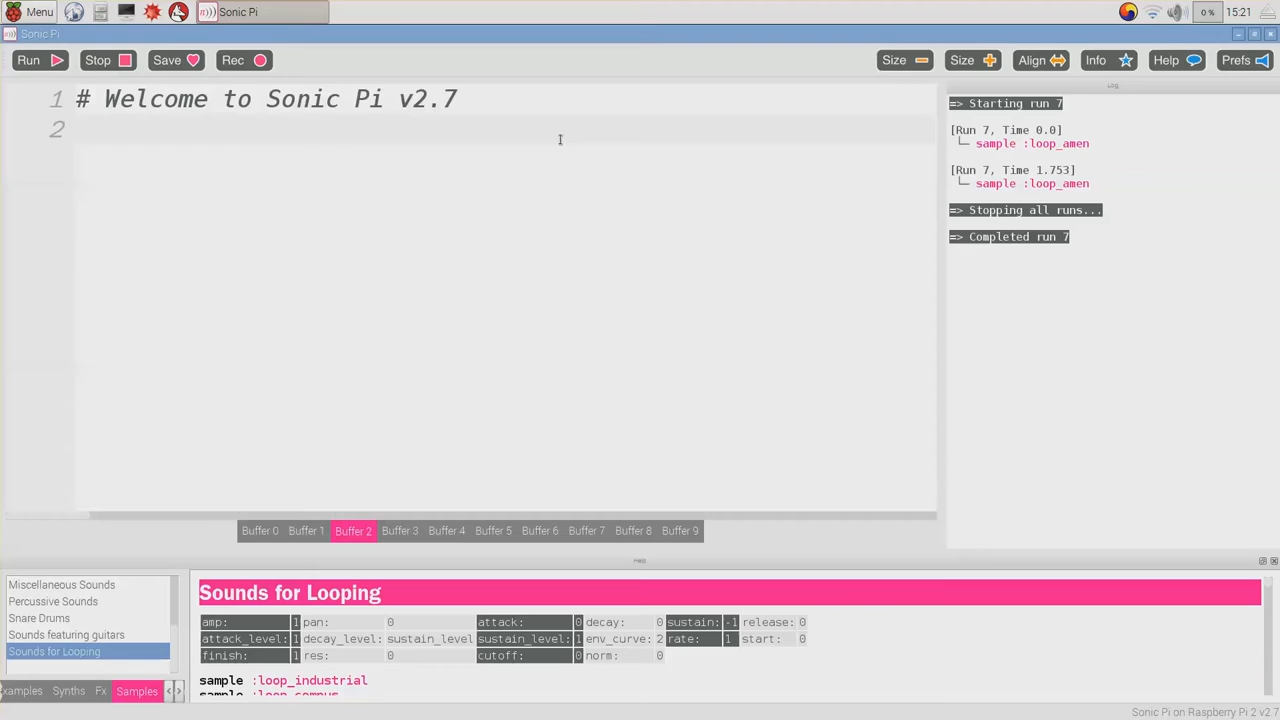 Menu
Sonic Pi
0 %
15:21
Sonic Pi
Run
Stop
Save
Rec
Size
Size
Align
Info
Help
Prefs
1 # Welcome to Sonic Pi v2.7
2
Log
=> Starting run 7
[Run 7, Time 0.0]
└─ sample :loop_amen
[Run 7, Time 1.753]
└─ sample :loop_amen
=> Stopping all runs...
=> Completed run 7
Buffer 0 Buffer 1 Buffer 2 Buffer 3 Buffer 4 Buffer 5 Buffer 6 Buffer 7 Buffer 8 Buffer 9
Help
Miscellaneous Sounds
Percussive Sounds
Snare Drums
Sounds featuring guitars
Sounds for Looping
xamples Synths Fx Samples
Sounds for Looping
amp: 1 pan: 0 attack: 0 decay: 0 sustain: -1 release: 0
attack_level: 1 decay_level: sustain_level sustain_level: 1 env_curve: 2 rate: 1 start: 0
finish: 1 res: 0 cutoff: 0 norm: 0
sample :loop_industrial
sample :loop_compus
Sonic Pi on Raspberry Pi 2 v2.7